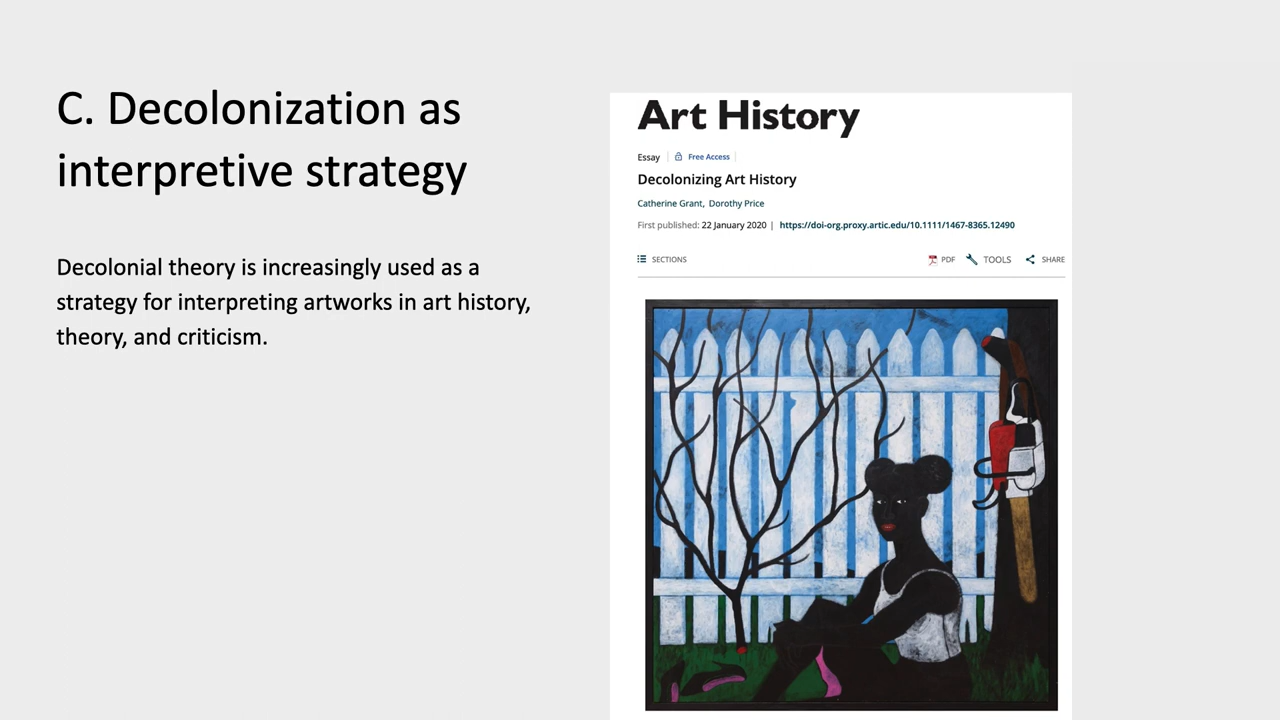 C. Decolonization as
interpretive strategy
Decolonial theory is increasingly used as a
strategy for interpreting artworks in art history,
theory, and criticism.
Art History
Essay Free Access
Decolonizing Art History
Catherine Grant, Dorothy Price
First published: 22 January 2020 | https://doi-org.proxy.artic.edu/10.1111/1467-8365.12490
SECTIONS PDF TOOLS SHARE